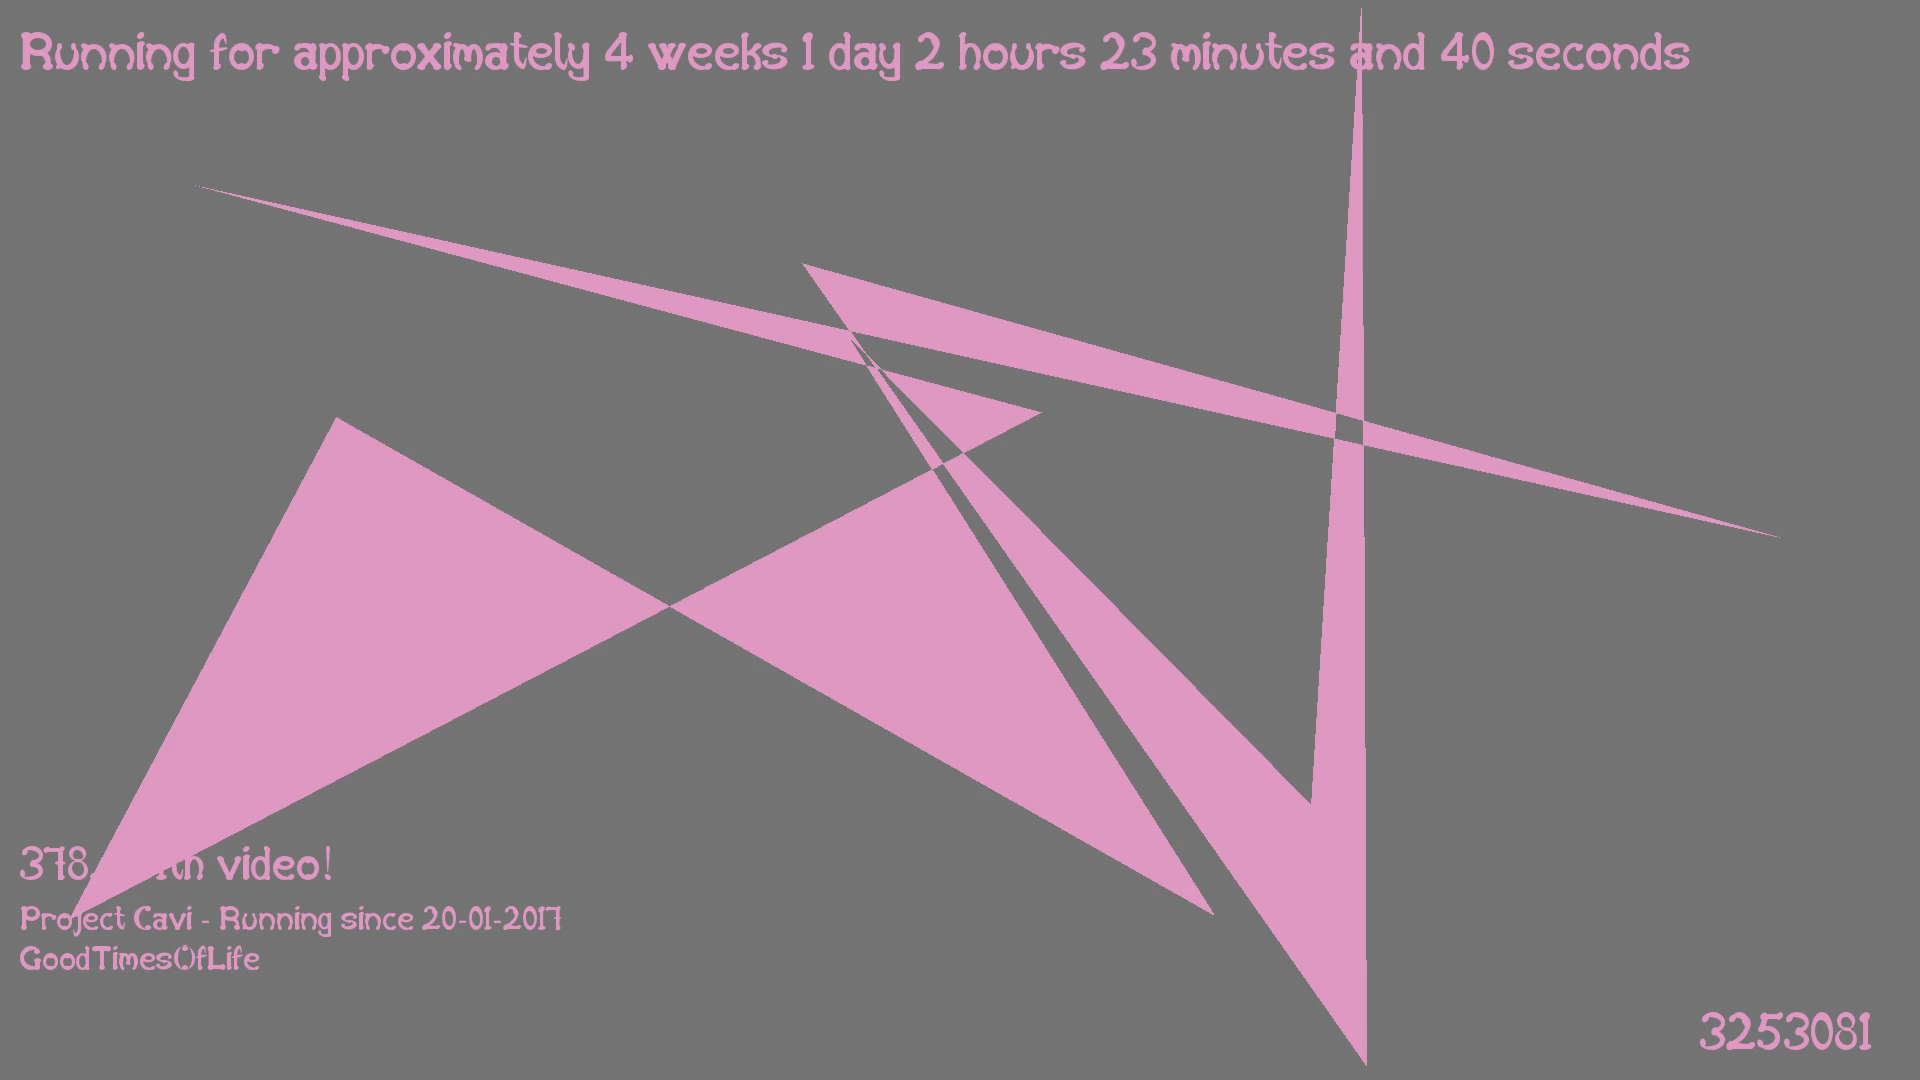 Running for approximately 4 weeks 1 day 2 hours 23 minutes and 40 seconds
video!
Project Cavi - Running since 20-01-2017
GoodTimesOfLife
3253081